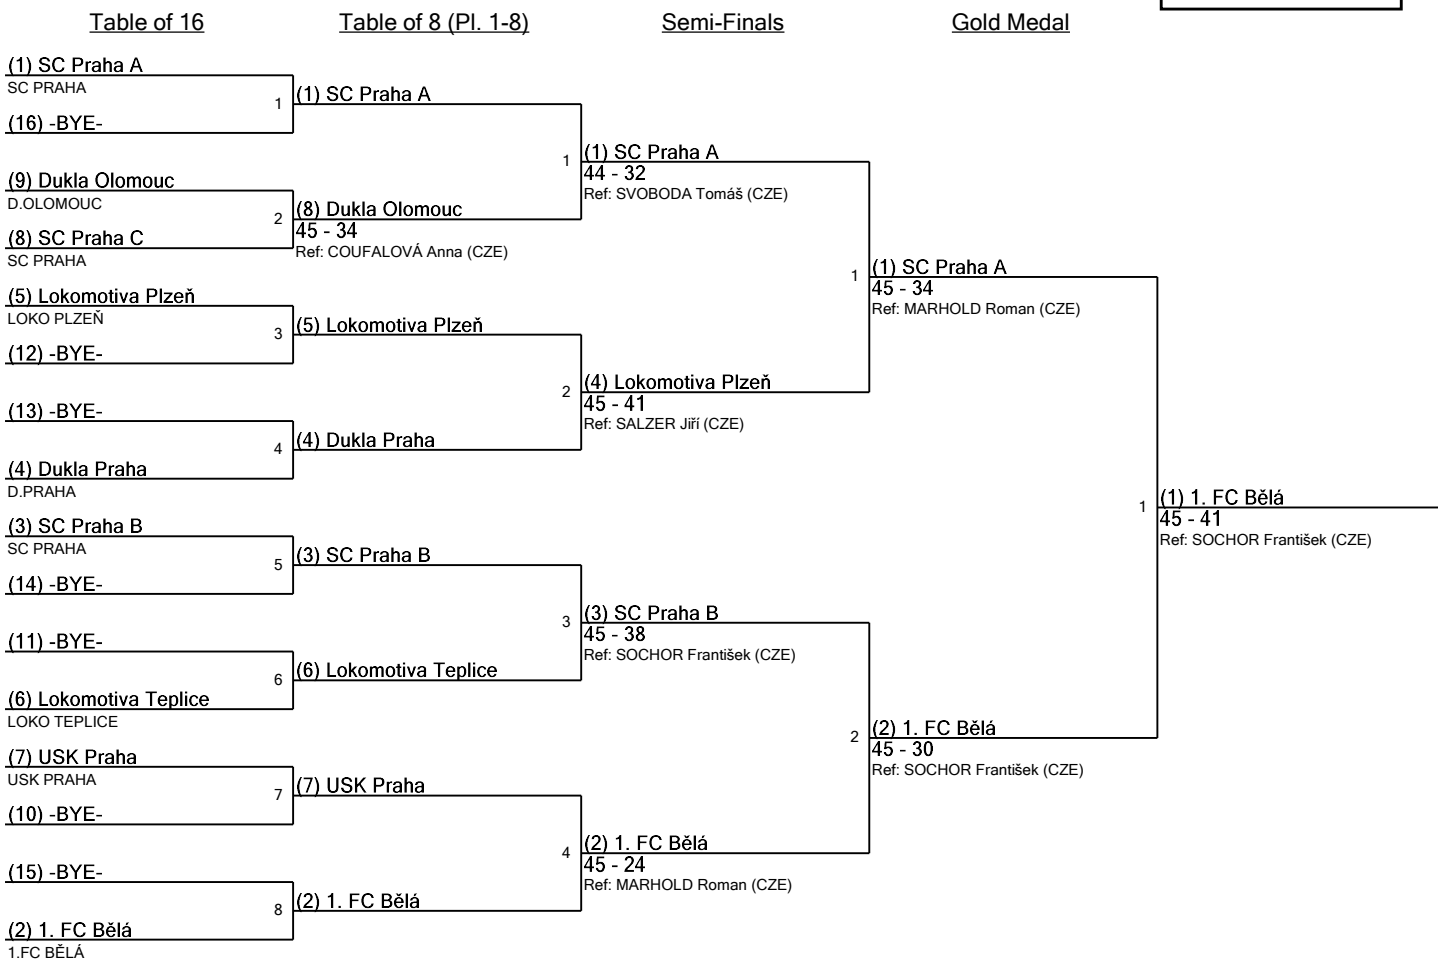 Table of 16
Table of 8 (Pl. 1-8)
Semi-Finals
Gold Medal
(1) SC Praha A
SC PRAHA
1
(16) -BYE-
(9) Dukla Olomouc
D.OLOMOUC
2
(8) SC Praha C
SC PRAHA
(5) Lokomotiva Plzeň
LOKO PLZEŇ
3
(12) -BYE-
(13) -BYE-
4
(4) Dukla Praha
D.PRAHA
(3) SC Praha B
SC PRAHA
5
(14) -BYE-
(11) -BYE-
6
(6) Lokomotiva Teplice
LOKO TEPLICE
(7) USK Praha
USK PRAHA
7
(10) -BYE-
(15) -BYE-
8
(2) 1. FC Bělá
1.FC BĚLÁ
(1) SC Praha A
1
(8) Dukla Olomouc
45 - 34
Ref: COUFALOVÁ Anna (CZE)
(5) Lokomotiva Plzeň
2
(4) Dukla Praha
(3) SC Praha B
3
(6) Lokomotiva Teplice
(7) USK Praha
4
(2) 1. FC Bělá
(1) SC Praha A
44 - 32
Ref: SVOBODA Tomáš (CZE)
1
(4) Lokomotiva Plzeň
45 - 41
Ref: SALZER Jiří (CZE)
(3) SC Praha B
45 - 38
Ref: SOCHOR František (CZE)
2
(2) 1. FC Bělá
45 - 24
Ref: MARHOLD Roman (CZE)
(1) SC Praha A
45 - 34
Ref: MARHOLD Roman (CZE)
1
(2) 1. FC Bělá
45 - 30
Ref: SOCHOR František (CZE)
(1) 1. FC Bělá
45 - 41
Ref: SOCHOR František (CZE)